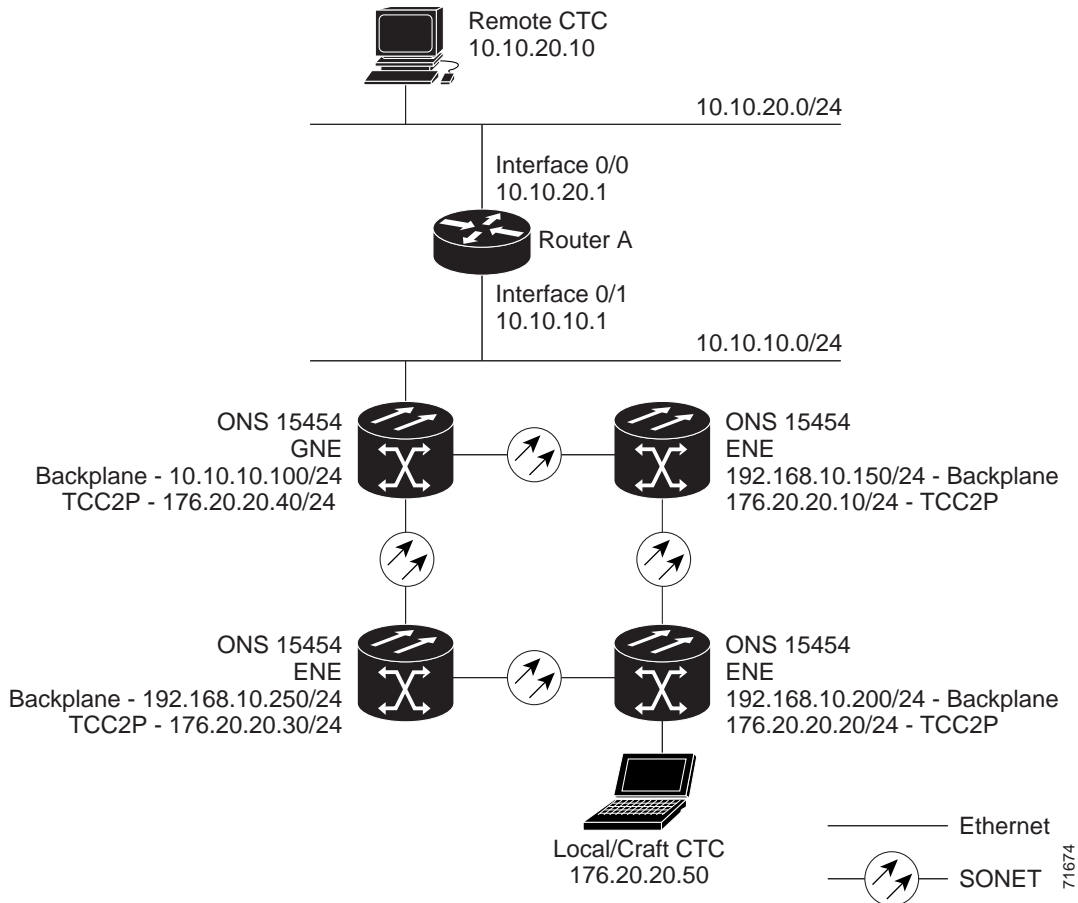 Remote CTC
10.10.20.10
10.10.20.0/24
Interface 0/0
10.10.20.1
Router A
Interface 0/1
10.10.10.1
10.10.10.0/24
ONS 15454
GNE
Backplane - 10.10.10.100/24
TCC2P - 176.20.20.40/24
ONS 15454
ENE
192.168.10.150/24 - Backplane
176.20.20.10/24 - TCC2P
ONS 15454
ENE
Backplane - 192.168.10.250/24
TCC2P - 176.20.20.30/24
ONS 15454
ENE
192.168.10.200/24 - Backplane
176.20.20.20/24 - TCC2P
Local/Craft CTC
176.20.20.50
Ethernet
SONET
71674